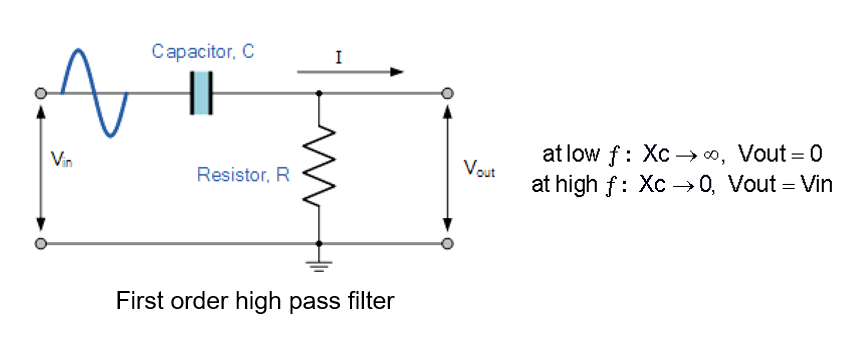 Capacitor, C
I
Vin
Resistor, R
Vout
at low f : Xc → ∞, Vout = 0
at high f : Xc → 0, Vout = Vin
First order high pass filter